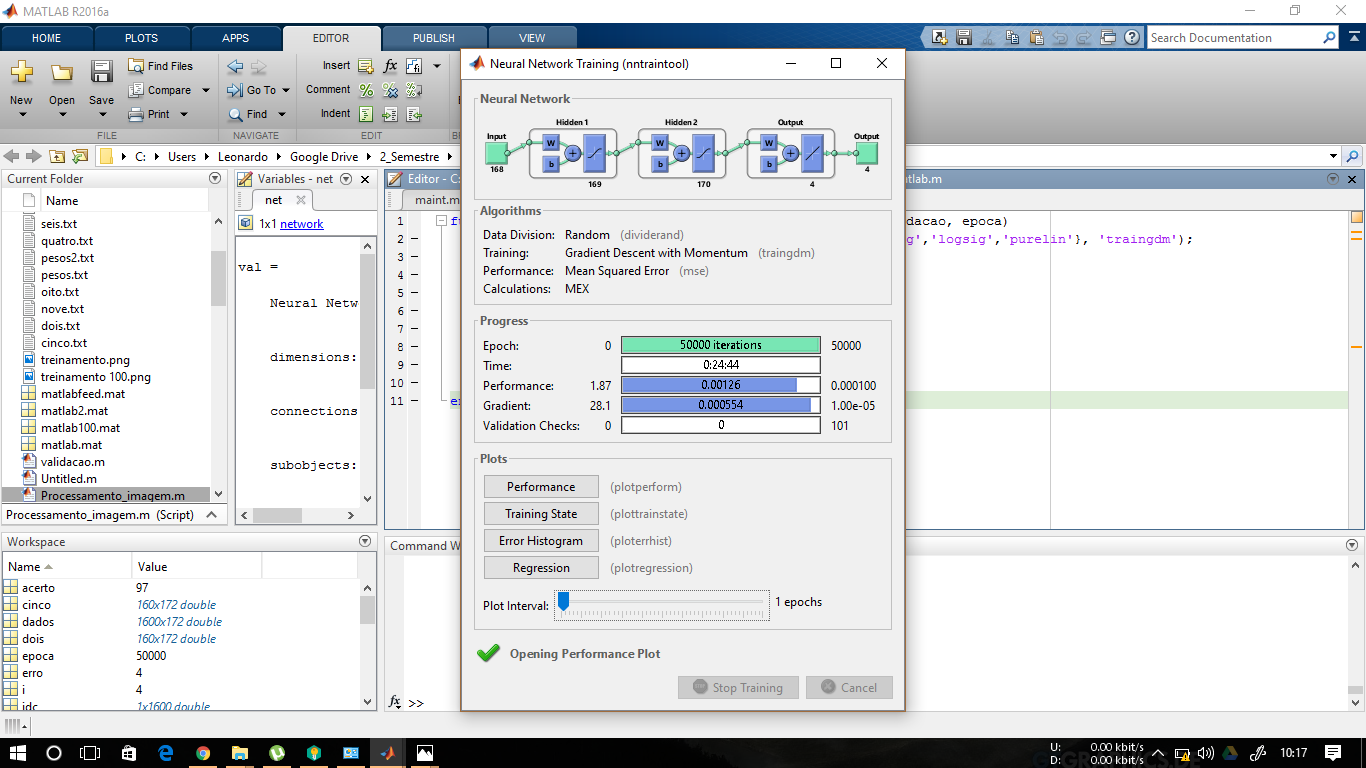 MATLAB R2016a
HOME PLOTS APPS EDITOR PUBLISH VIEW
Search Documentation
New Open Save
Find Files
Compare
Print
Go To
Find
Insert
Comment
Indent
FILE NAVIGATE EDIT
C: Users Leonardo Google Drive 2_Semestre
Current Folder
Name
seis.txt
quatro.txt
pesos2.txt
pesos.txt
oito.txt
nove.txt
dois.txt
cinco.txt
treinamento.png
treinamento 100.png
matlabfeed.mat
matlab2.mat
matlab100.mat
matlab.mat
validacao.m
Untitled.m
Processamento_imagem.m
Processamento_imagem.m (Script)
Workspace
Name Value
acerto 97
cinco 160x172 double
dados 1600x172 double
dois 160x172 double
epoca 50000
erro 4
i 4
idc 1x1600 double
Variables - net
net
1x1 network
val =
Neural Netw
dimensions:
connections
subobjects:
Editor - C:
atlab.m
maint.m
1
2
3
4
5
6
7
8
9
10
11
dacao, epoca)
g','logsig','purelin'}, 'traingdm');
Command W
fx >>
Neural Network Training (nntraintool)
Neural Network
Hidden 1 Hidden 2 Output
Input Output
W W W
b b b
168 169 170 4 4
Algorithms
Data Division: Random (dividerand)
Training: Gradient Descent with Momentum (traingdm)
Performance: Mean Squared Error (mse)
Calculations: MEX
Progress
Epoch: 0 50000 iterations 50000
Time: 0:24:44
Performance: 1.87 0.00126 0.000100
Gradient: 28.1 0.000554 1.00e-05
Validation Checks: 0 0 101
Plots
Performance (plotperform)
Training State (plottrainstate)
Error Histogram (ploterrhist)
Regression (plotregression)
Plot Interval: 1 epochs
Opening Performance Plot
Stop Training Cancel
U: 0.00 kbit/s
D: 0.00 kbit/s
10:17